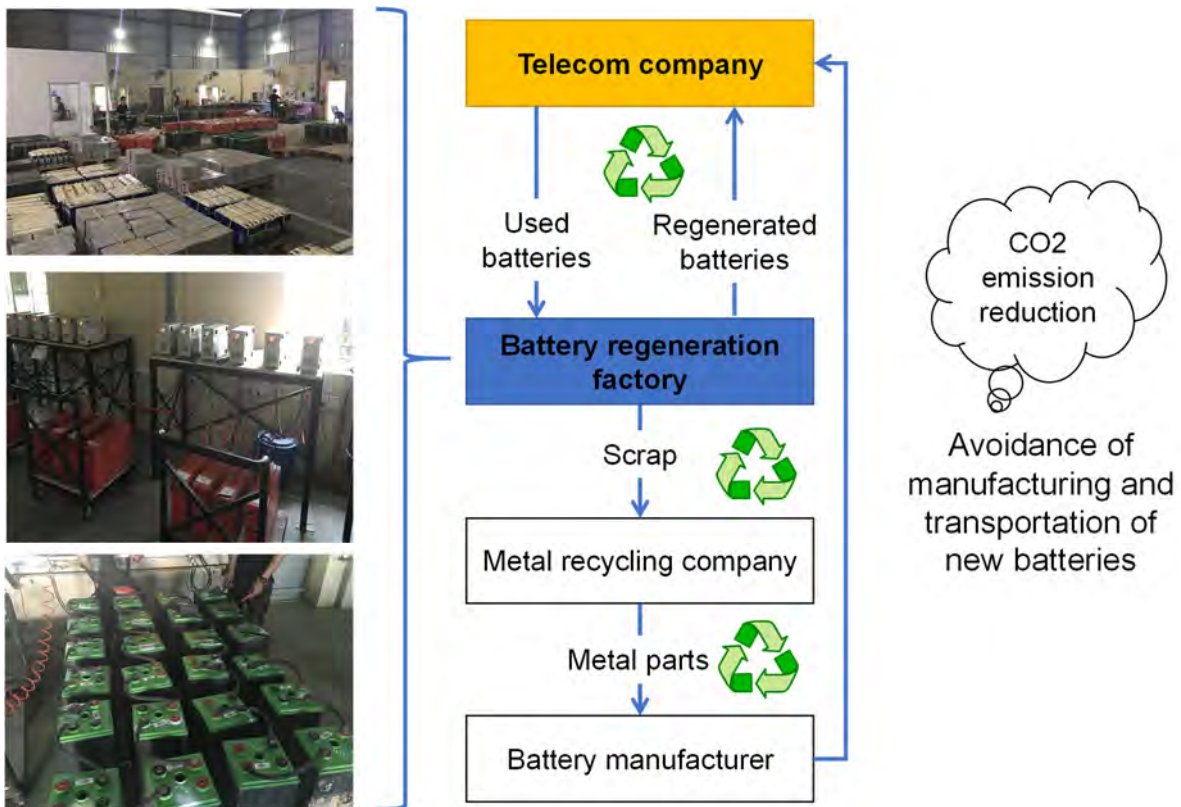 Telecom company
Used
batteries
Regenerated
batteries
Battery regeneration
factory
Scrap
Metal recycling company
Metal parts
Battery manufacturer
CO2
emission
reduction
Avoidance of
manufacturing and
transportation of
new batteries